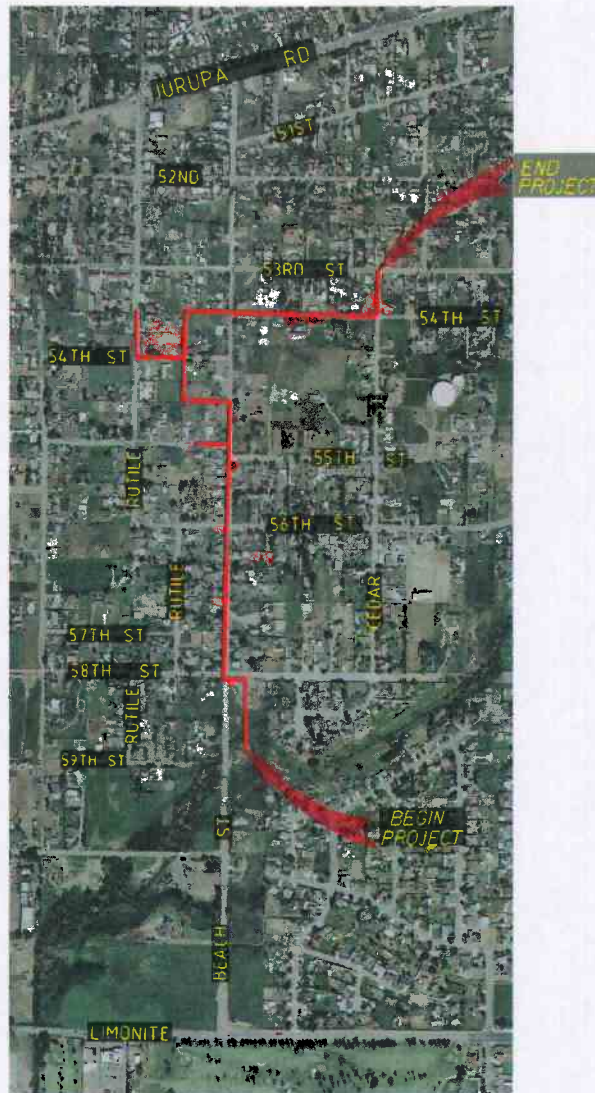 JURUPA RD
51ST
52ND
END
PROJECT
53RD ST
54TH ST
54TH ST
55TH ST
RUTILE
56TH ST
RUTILE
CEDAR
57TH ST
58TH ST
RUTILE
59TH ST
BEGIN
PROJECT
BEACH ST
LIMONITE